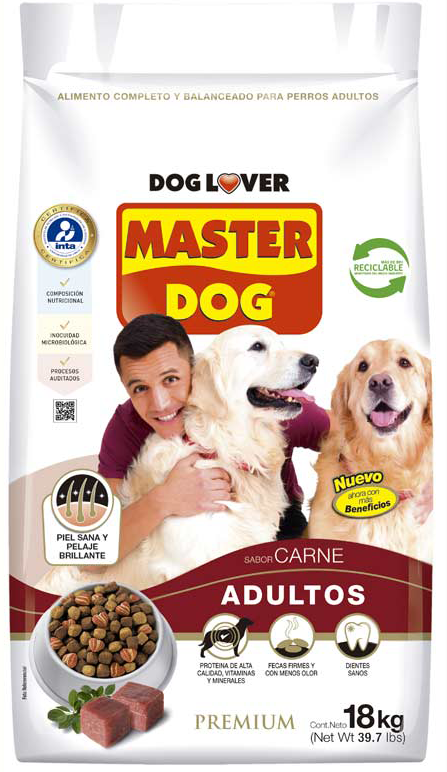 ALIMENTO COMPLETO Y BALANCEADO PARA PERROS ADULTOS
DOG LOVER
MASTER
DOG®
CERTIFICA
inta
CERTIFICA
COMPOSICIÓN
NUTRICIONAL
INOCUIDAD
MICROBIOLÓGICA
PROCESOS
AUDITADOS
RECICLABLE
Nuevo
ahora con
más
Beneficios
PIEL SANA Y
PELAJE
BRILLANTE
SABOR CARNE
ADULTOS
PROTEINA DE ALTA
CALIDAD, VITAMINAS
Y MINERALES
FECAS FIRMES Y
CON MENOS OLOR
DIENTES
SANOS
PREMIUM
Cont.Neto 18kg
(Net Wt 39.7 lbs)